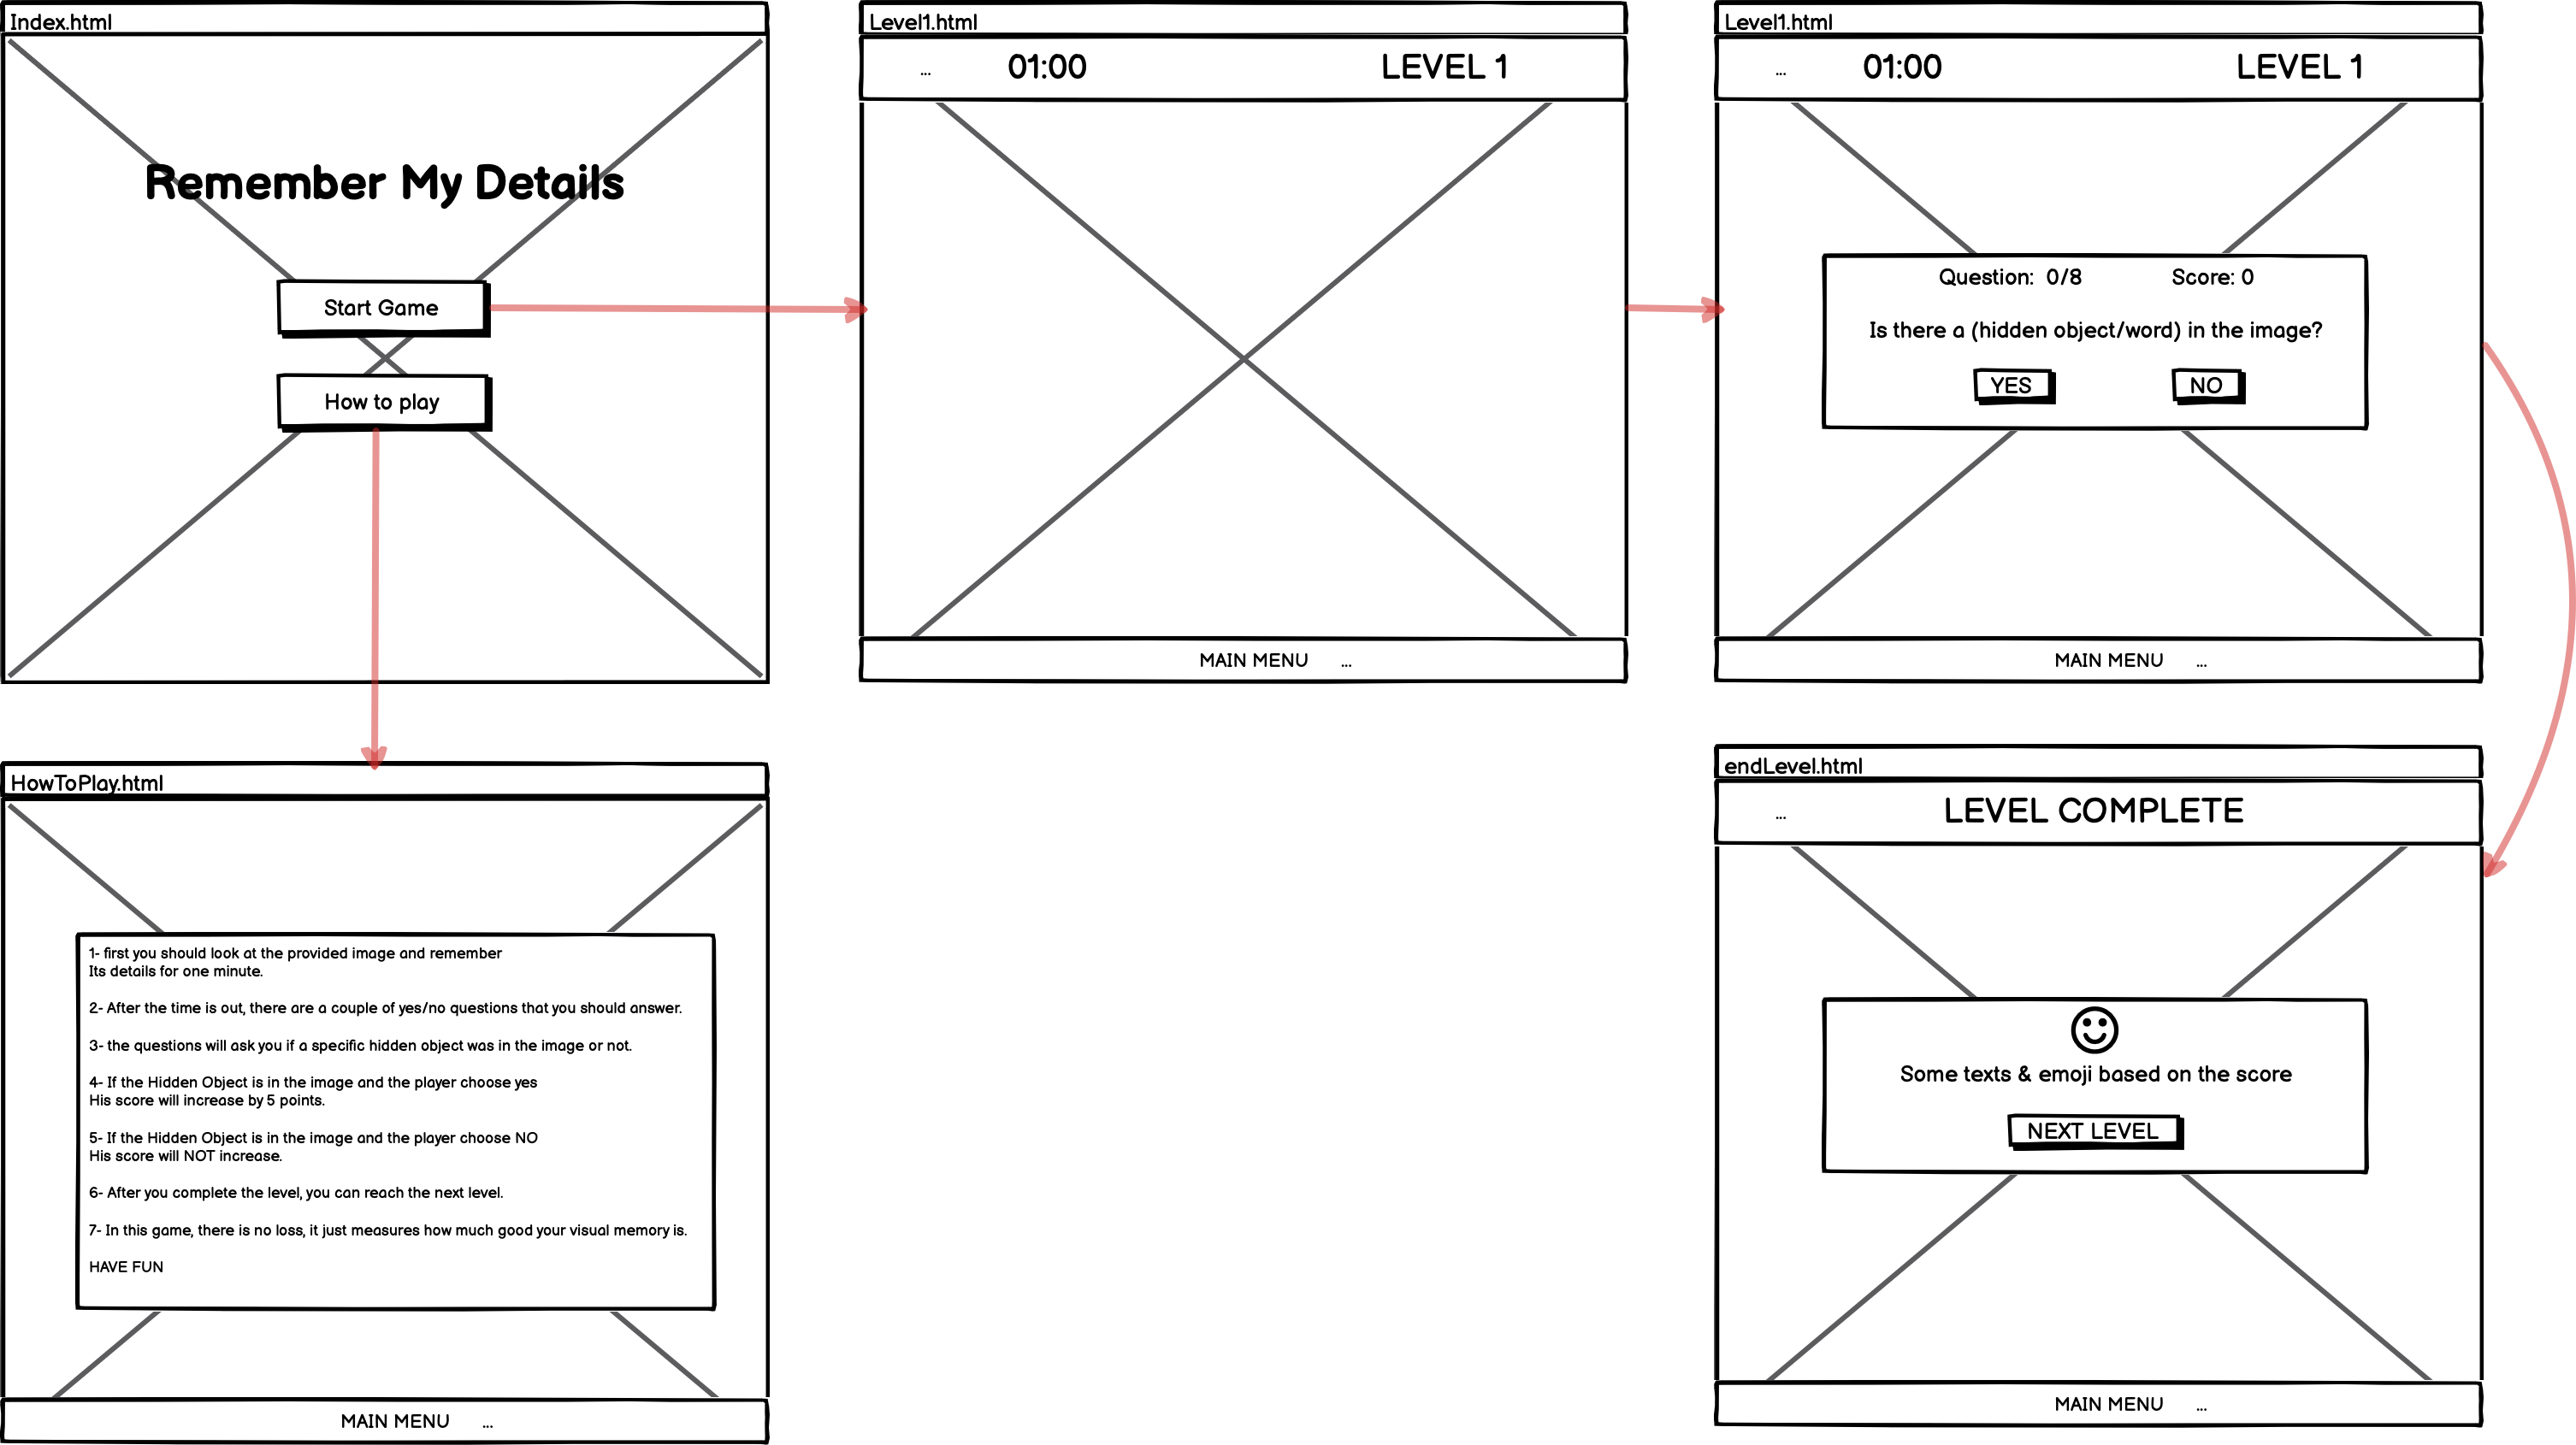 Index.html
Remember My Details
Start Game
How to play
Level1.html
01:00
LEVEL 1
...
MAIN MENU ...
Level1.html
01:00
LEVEL 1
...
Question: 0/8 Score: 0
Is there a (hidden object/word) in the image?
YES NO
MAIN MENU ...
HowToPlay.html
1- first you should look at the provided image and remember
Its details for one minute.
2- After the time is out, there are a couple of yes/no questions that you should answer.
3- the questions will ask you if a specific hidden object was in the image or not.
4- If the Hidden Object is in the image and the player choose yes
His score will increase by 5 points.
5- If the Hidden Object is in the image and the player choose NO
His score will NOT increase.
6- After you complete the level, you can reach the next level.
7- In this game, there is no loss, it just measures how much good your visual memory is.
HAVE FUN
MAIN MENU ...
endLevel.html
... LEVEL COMPLETE
Some texts & emoji based on the score
NEXT LEVEL
MAIN MENU ...